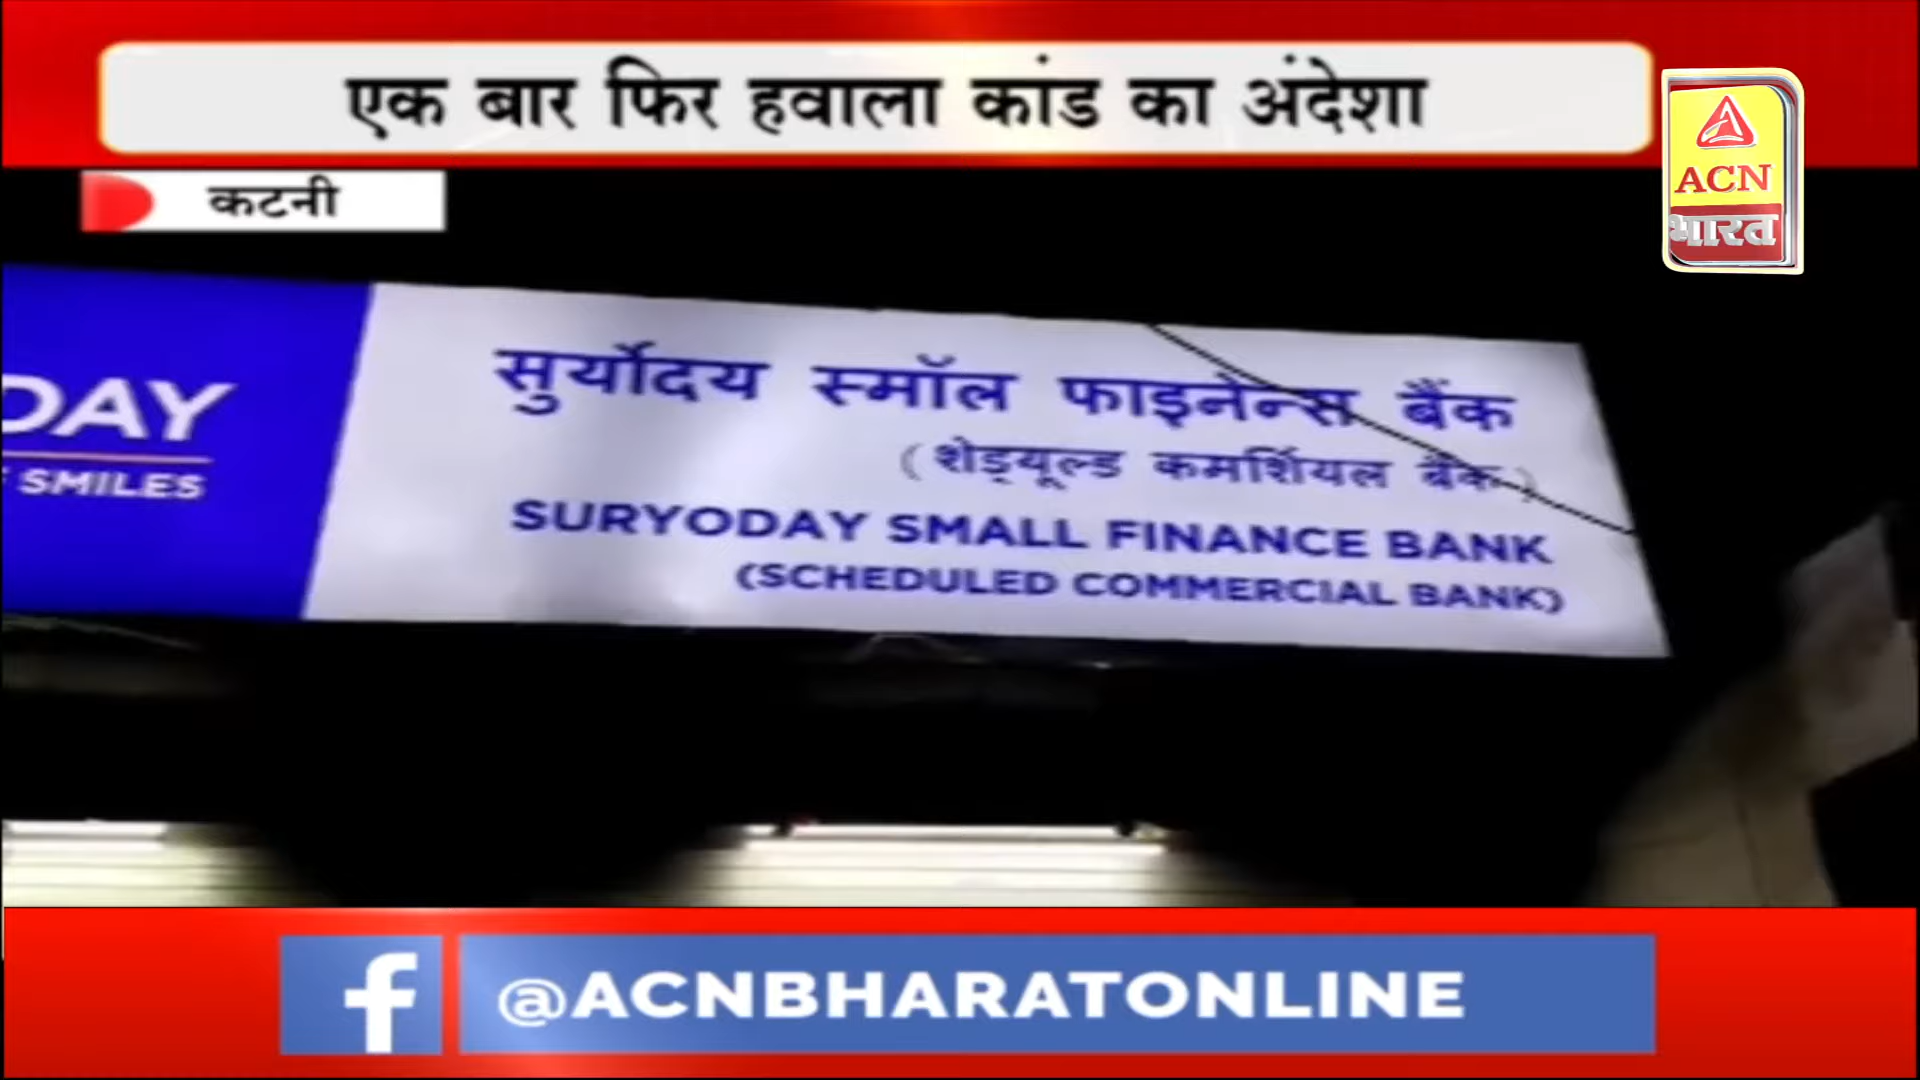 एक बार फिर हवाला कांड का अंदेशा
ACN
भारत
कटनी
सुर्योदय स्मॉल फाइनेन्स बैंक
(शेड्यूल्ड कमर्शियल बैंक)
DAY
SMILES
SURYODAY SMALL FINANCE BANK
(SCHEDULED COMMERCIAL BANK)
f
@ACNBHARATONLINE